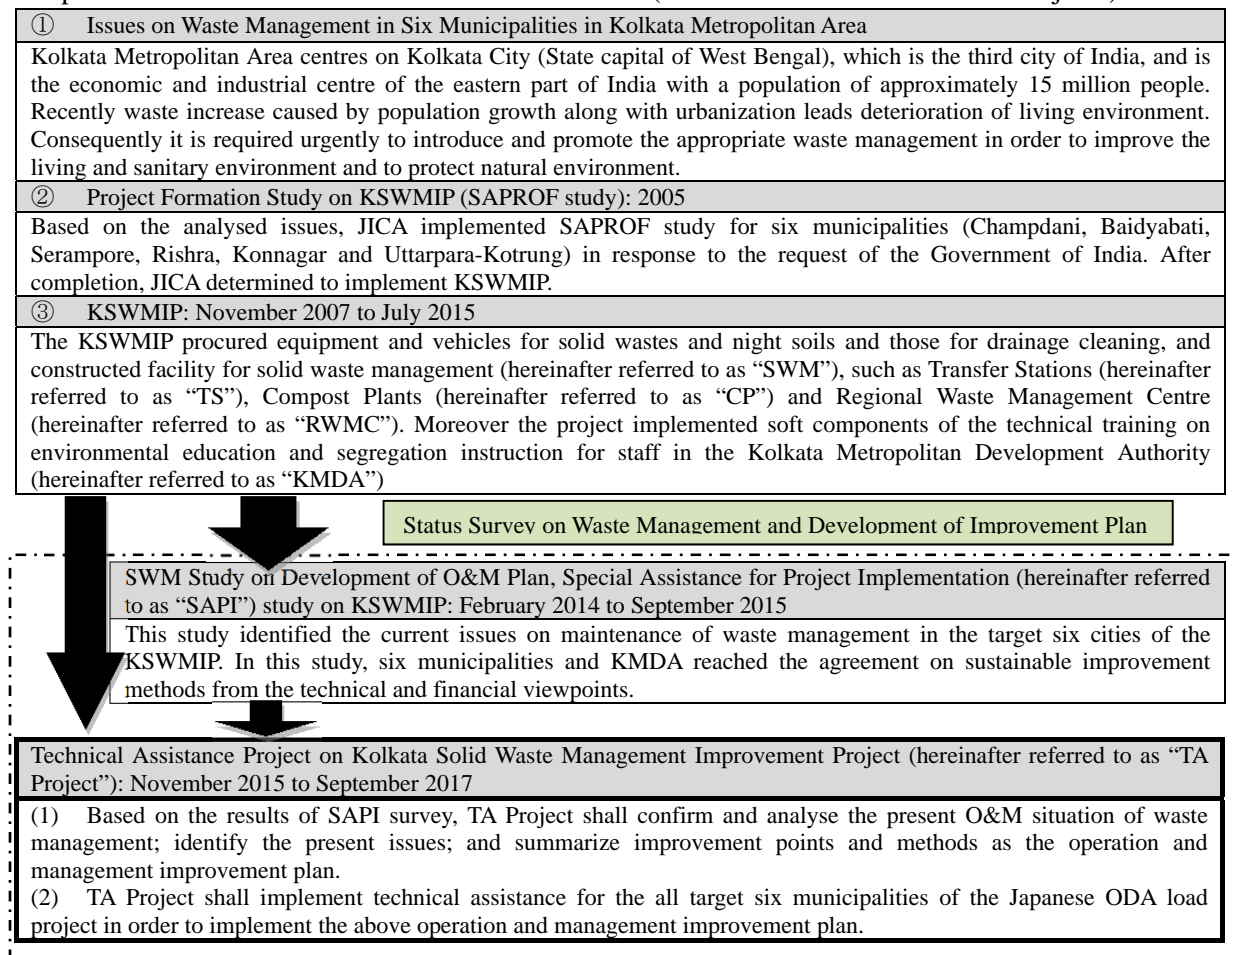 ① Issues on Waste Management in Six Municipalities in Kolkata Metropolitan Area
Kolkata Metropolitan Area centres on Kolkata City (State capital of West Bengal), which is the third city of India, and is
the economic and industrial centre of the eastern part of India with a population of approximately 15 million people.
Recently waste increase caused by population growth along with urbanization leads deterioration of living environment.
Consequently it is required urgently to introduce and promote the appropriate waste management in order to improve the
living and sanitary environment and to protect natural environment.
② Project Formation Study on KSWMIP (SAPROF study): 2005
Based on the analysed issues, JICA implemented SAPROF study for six municipalities (Champdani, Baidyabati,
Serampore, Rishra, Konnagar and Uttarpara-Kotrung) in response to the request of the Government of India. After
completion, JICA determined to implement KSWMIP.
③ KSWMIP: November 2007 to July 2015
The KSWMIP procured equipment and vehicles for solid wastes and night soils and those for drainage cleaning, and
constructed facility for solid waste management (hereinafter referred to as “SWM”), such as Transfer Stations (hereinafter
referred to as “TS”), Compost Plants (hereinafter referred to as “CP”) and Regional Waste Management Centre
(hereinafter referred to as “RWMC”). Moreover the project implemented soft components of the technical training on
environmental education and segregation instruction for staff in the Kolkata Metropolitan Development Authority
(hereinafter referred to as “KMDA”)
Status Survey on Waste Management and Development of Improvement Plan
SWM Study on Development of O&M Plan, Special Assistance for Project Implementation (hereinafter referred
to as “SAPI”) study on KSWMIP: February 2014 to September 2015
This study identified the current issues on maintenance of waste management in the target six cities of the
KSWMIP. In this study, six municipalities and KMDA reached the agreement on sustainable improvement
methods from the technical and financial viewpoints.
Technical Assistance Project on Kolkata Solid Waste Management Improvement Project (hereinafter referred to as “TA
Project”): November 2015 to September 2017
(1) Based on the results of SAPI survey, TA Project shall confirm and analyse the present O&M situation of waste
management; identify the present issues; and summarize improvement points and methods as the operation and
management improvement plan.
(2) TA Project shall implement technical assistance for the all target six municipalities of the Japanese ODA load
project in order to implement the above operation and management improvement plan.